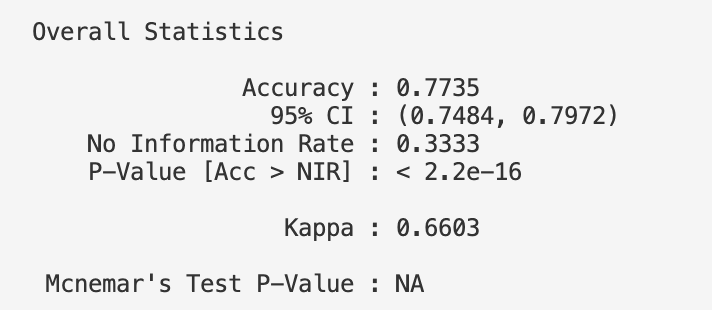 Overall Statistics
Accuracy : 0.7735
95% CI : (0.7484, 0.7972)
No Information Rate : 0.3333
P-Value [Acc > NIR] : < 2.2e-16
Kappa : 0.6603
Mcnemar's Test P-Value : NA